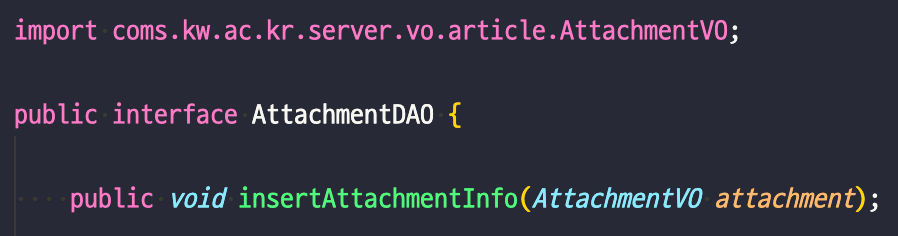 import coms.kw.ac.kr.server.vo.article.AttachmentVO;
public interface AttachmentDAO {
public void insertAttachmentInfo(AttachmentVO attachment);